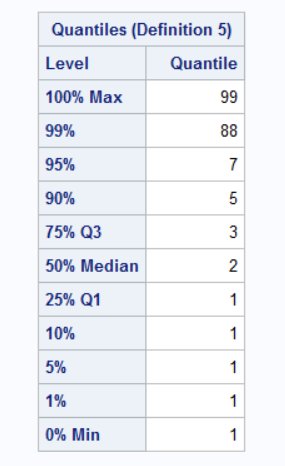 Quantiles (Definition 5)
Level Quantile
100% Max 99
99% 88
95% 7
90% 5
75% Q3 3
50% Median 2
25% Q1 1
10% 1
5% 1
1% 1
0% Min 1